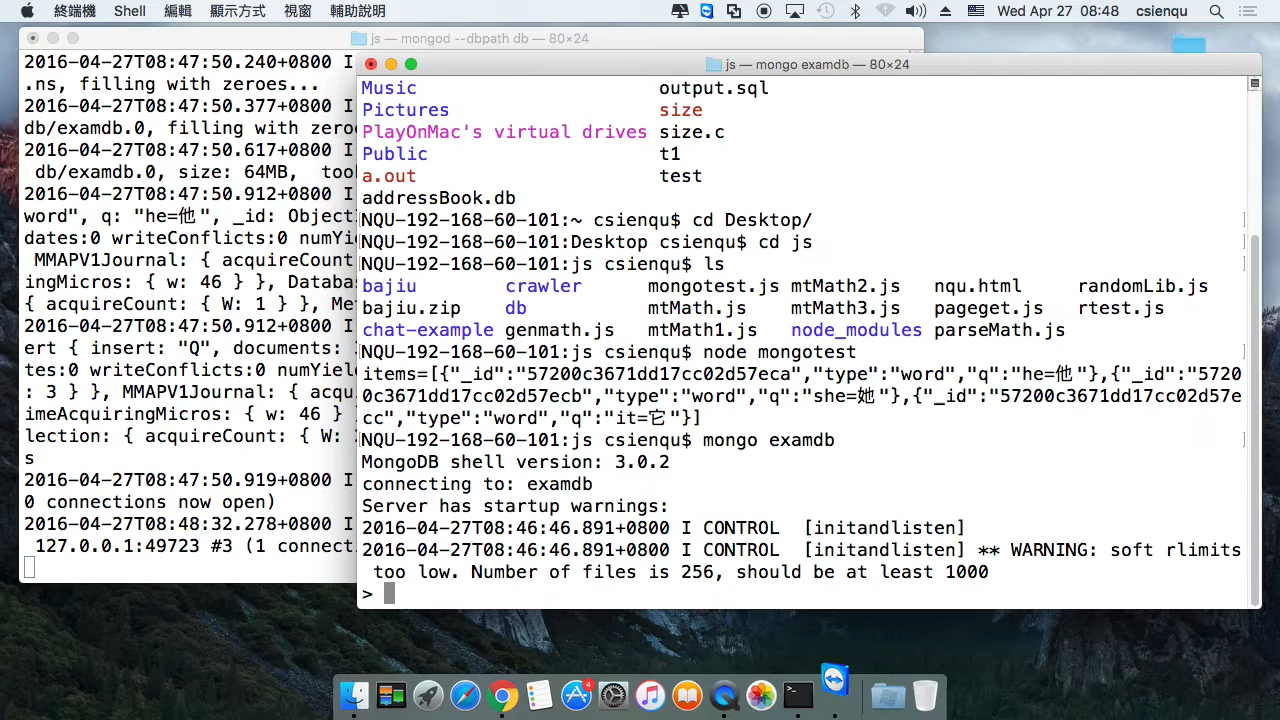 終端機 Shell 編輯 顯示方式 視窗 輔助說明 Wed Apr 27 08:48 csienqu
js — mongod --dbpath db — 80×24
2016-04-27T08:47:50.240+0800 I
.ns, filling with zeroes...
2016-04-27T08:47:50.377+0800 I
db/examdb.0, filling with zeroe
2016-04-27T08:47:50.617+0800 I
db/examdb.0, size: 64MB, took
2016-04-27T08:47:50.912+0800 I
word", q: "he=他", _id: Object
dates:0 writeConflicts:0 numYie
MMAPV1Journal: { acquireCount
ingMicros: { w: 46 } }, Databas
{ acquireCount: { W: 1 } }, Me
2016-04-27T08:47:50.912+0800 I
ert { insert: "Q", documents:
tes:0 writeConflicts:0 numYiel
: 3 } }, MMAPV1Journal: { acqu
imeAcquiringMicros: { w: 46 }
lection: { acquireCount: { W:
s
2016-04-27T08:47:50.919+0800 I
0 connections now open)
2016-04-27T08:48:32.278+0800 I
127.0.0.1:49723 #3 (1 connect
js — mongo examdb — 80×24
Music output.sql
Pictures size
PlayOnMac's virtual drives size.c
Public t1
a.out test
addressBook.db
NQU-192-168-60-101:~ csienqu$ cd Desktop/
NQU-192-168-60-101:Desktop csienqu$ cd js
NQU-192-168-60-101:js csienqu$ ls
bajiu crawler mongotest.js mtMath2.js nqu.html randomLib.js
bajiu.zip db mtMath.js mtMath3.js pageget.js rtest.js
chat-example genmath.js mtMath1.js node_modules parseMath.js
NQU-192-168-60-101:js csienqu$ node mongotest
items=[{"_id":"57200c3671dd17cc02d57eca","type":"word","q":"he=他"},{"_id":"5720
0c3671dd17cc02d57ecb","type":"word","q":"she=她"},{"_id":"57200c3671dd17cc02d57e
cc","type":"word","q":"it=它"}]
NQU-192-168-60-101:js csienqu$ mongo examdb
MongoDB shell version: 3.0.2
connecting to: examdb
Server has startup warnings:
2016-04-27T08:46:46.891+0800 I CONTROL [initandlisten]
2016-04-27T08:46:46.891+0800 I CONTROL [initandlisten] ** WARNING: soft rlimits
too low. Number of files is 256, should be at least 1000
>
4